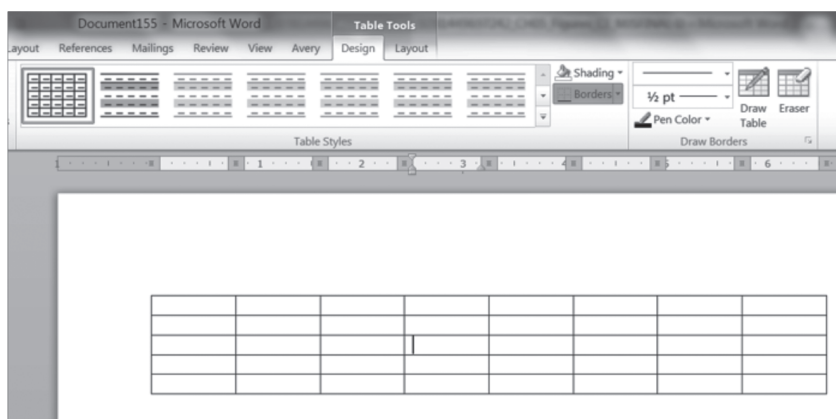 Document155 - Microsoft Word
Table Tools
Layout References Mailings Review View Avery Design Layout
Shading
Borders
½ pt
Pen Color
Draw Table
Eraser
Table Styles
Draw Borders
1 2 3 4 5 6